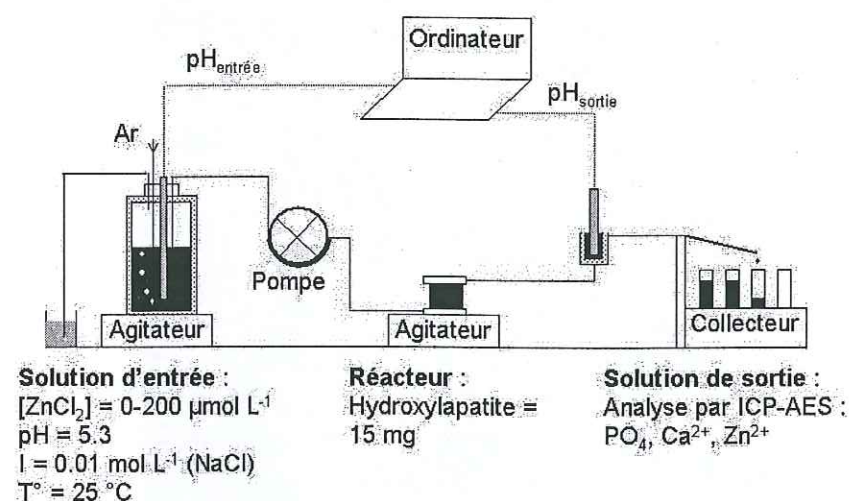 Ordinateur
pHentrée
pHsortie
Ar
Pompe
Agitateur
Agitateur
Collecteur
Solution d'entrée :
[ZnCl2] = 0-200 µmol L-1
pH = 5.3
I = 0.01 mol L-1 (NaCl)
T° = 25 °C
Réacteur :
Hydroxylapatite =
15 mg
Solution de sortie :
Analyse par ICP-AES :
PO4, Ca2+, Zn2+